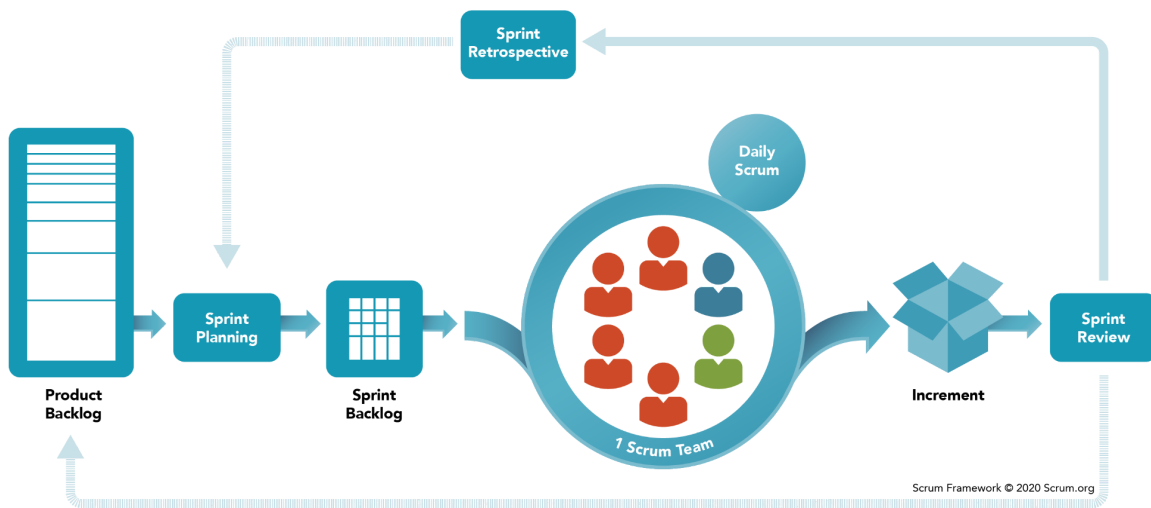 Sprint
Retrospective
Daily
Scrum
Sprint
Planning
Sprint
Review
Product
Backlog
Sprint
Backlog
Increment
1 Scrum Team
Scrum Framework © 2020 Scrum.org